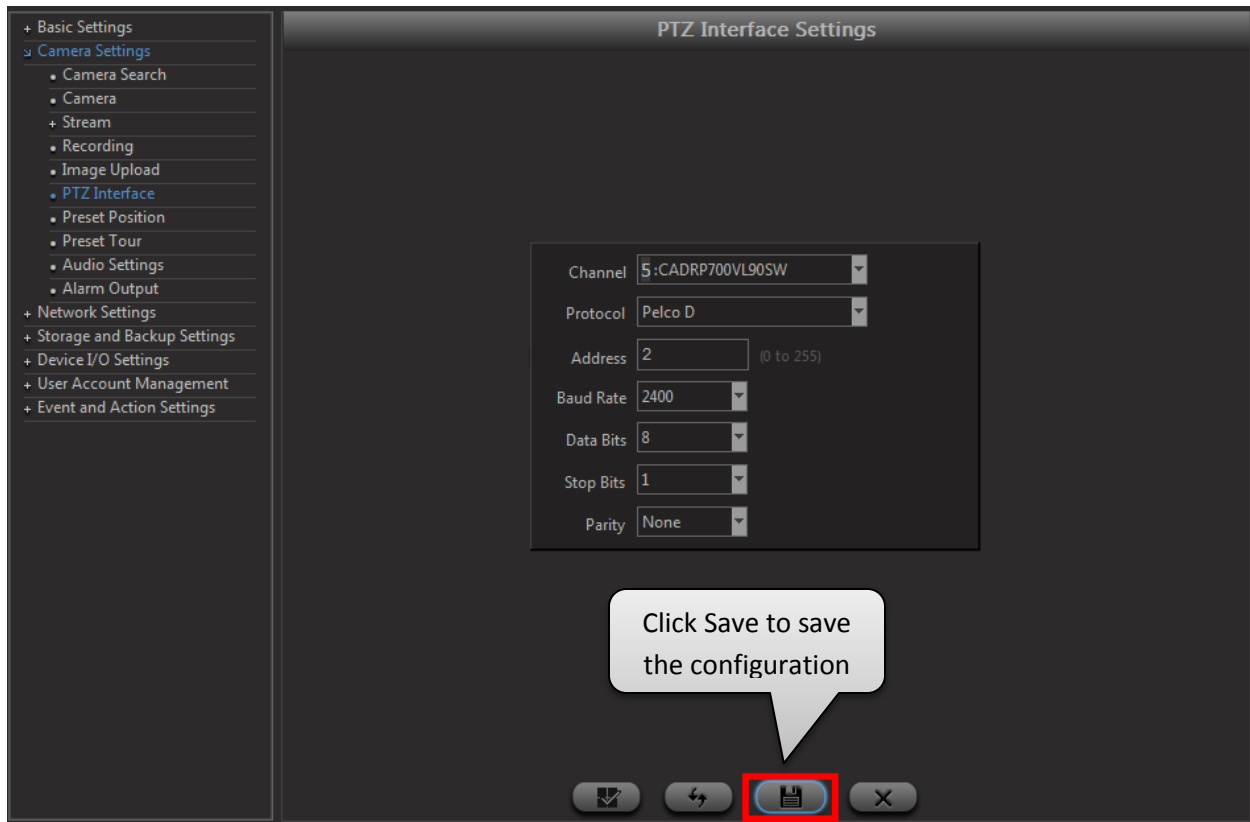 PTZ Interface Settings
+ Basic Settings
Camera Settings
• Camera Search
• Camera
+ Stream
• Recording
• Image Upload
• PTZ Interface
• Preset Position
• Preset Tour
• Audio Settings
• Alarm Output
+ Network Settings
+ Storage and Backup Settings
+ Device I/O Settings
+ User Account Management
+ Event and Action Settings
Channel 5 :CADRP700VL90SW
Protocol Pelco D
Address 2 (0 to 255)
Baud Rate 2400
Data Bits 8
Stop Bits 1
Parity None
Click Save to save
the configuration